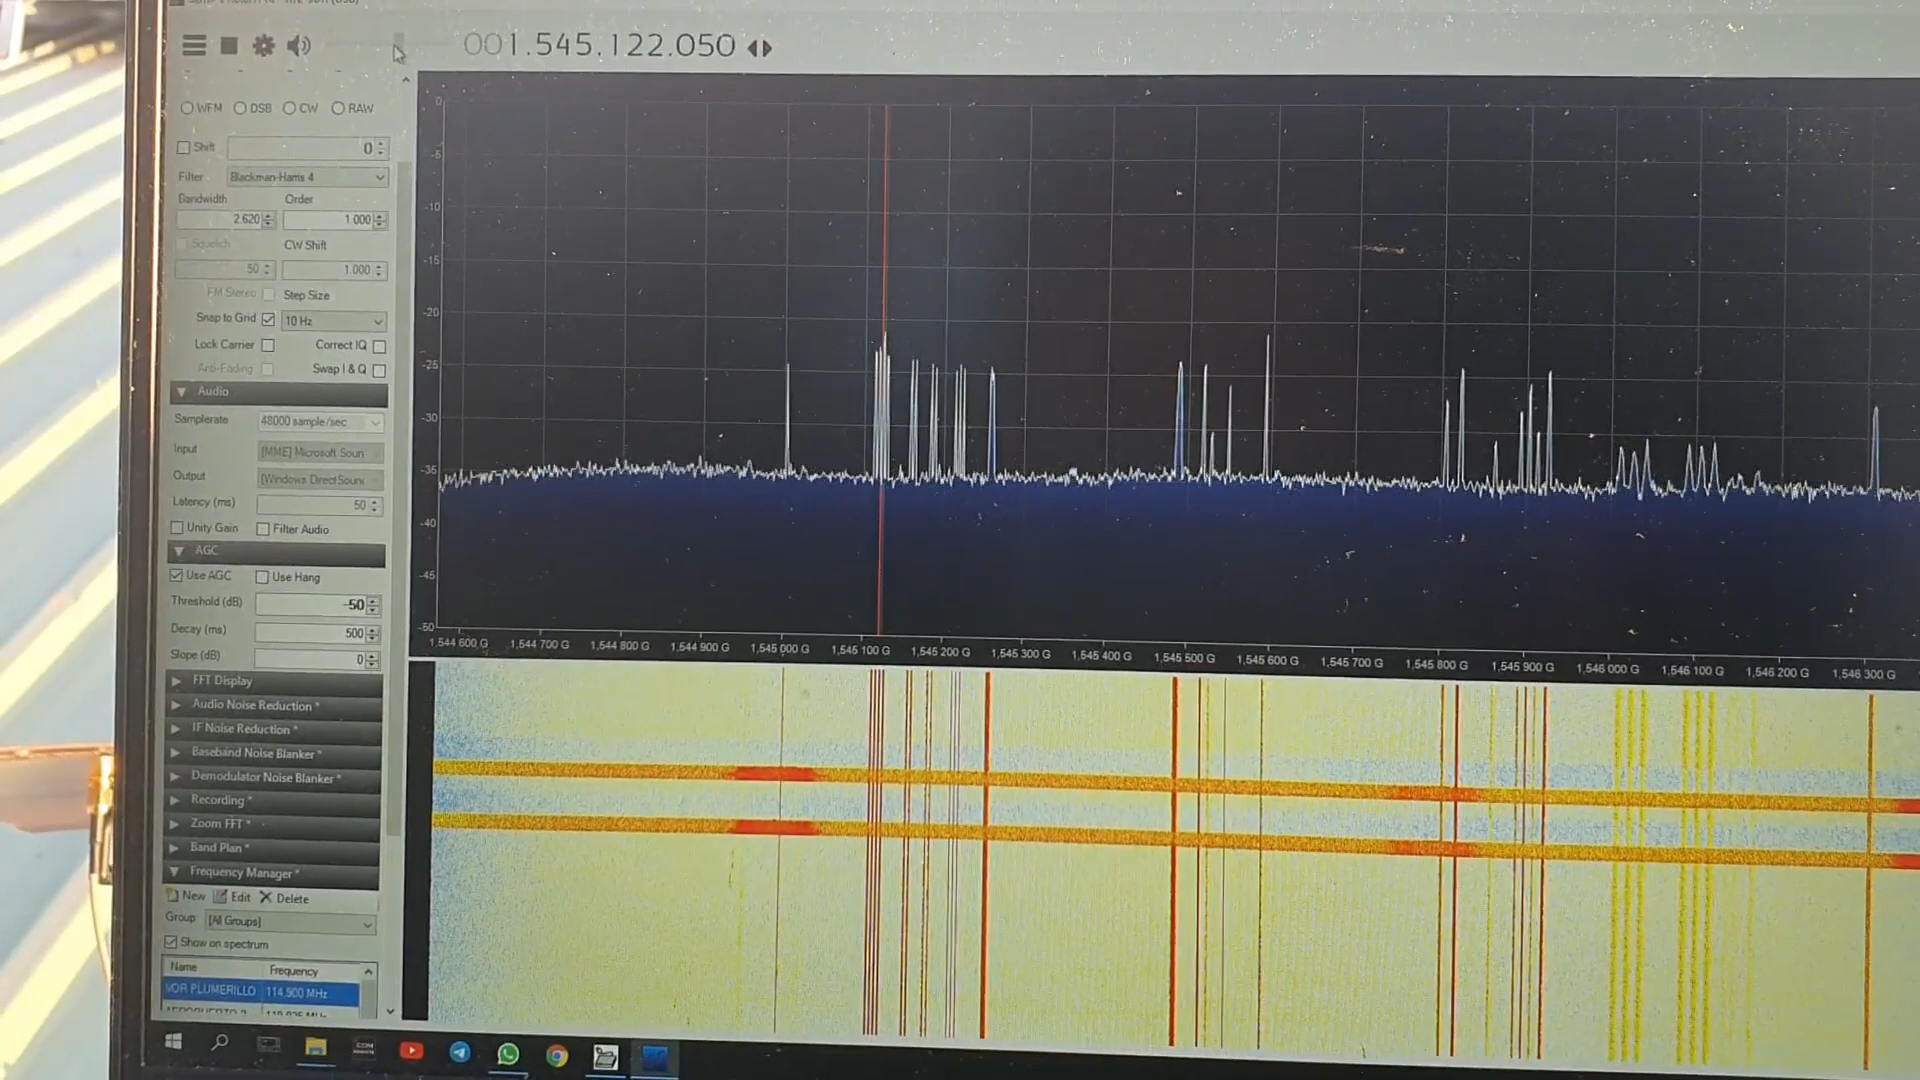 001.545.122.050
WFM DSB CW RAW
Shift 0
Filter Blackman-Harris 4
Bandwidth Order
2.620 1.000
Squelch CW Shift
50 1.000
FM Stereo Step Size
Snap to Grid 10 Hz
Lock Carrier Correct IQ
Anti-Fading Swap I & Q
Audio
Samplerate 48000 sample/sec
Input [MME] Microsoft Soun
Output [Windows DirectSound
Latency (ms) 50
Unity Gain Filter Audio
AGC
Use AGC Use Hang
Threshold (dB) -50
Decay (ms) 500
Slope (dB) 0
FFT Display
Audio Noise Reduction *
IF Noise Reduction *
Baseband Noise Blanker *
Demodulator Noise Blanker *
Recording *
Zoom FFT *
Band Plan *
Frequency Manager *
New Edit Delete
Group: [All Groups]
Show on spectrum
Name Frequency
VOR PLUMERILLO 114,900 MHz
0
-5
-10
-15
-20
-25
-30
-35
-40
-45
-50
1,544 600 G 1,544 700 G 1,544 800 G 1,544 900 G 1,545 000 G 1,545 100 G 1,545 200 G 1,545 300 G 1,545 400 G 1,545 500 G 1,545 600 G 1,545 700 G 1,545 800 G 1,545 900 G 1,546 000 G 1,546 100 G 1,546 200 G 1,546 300 G